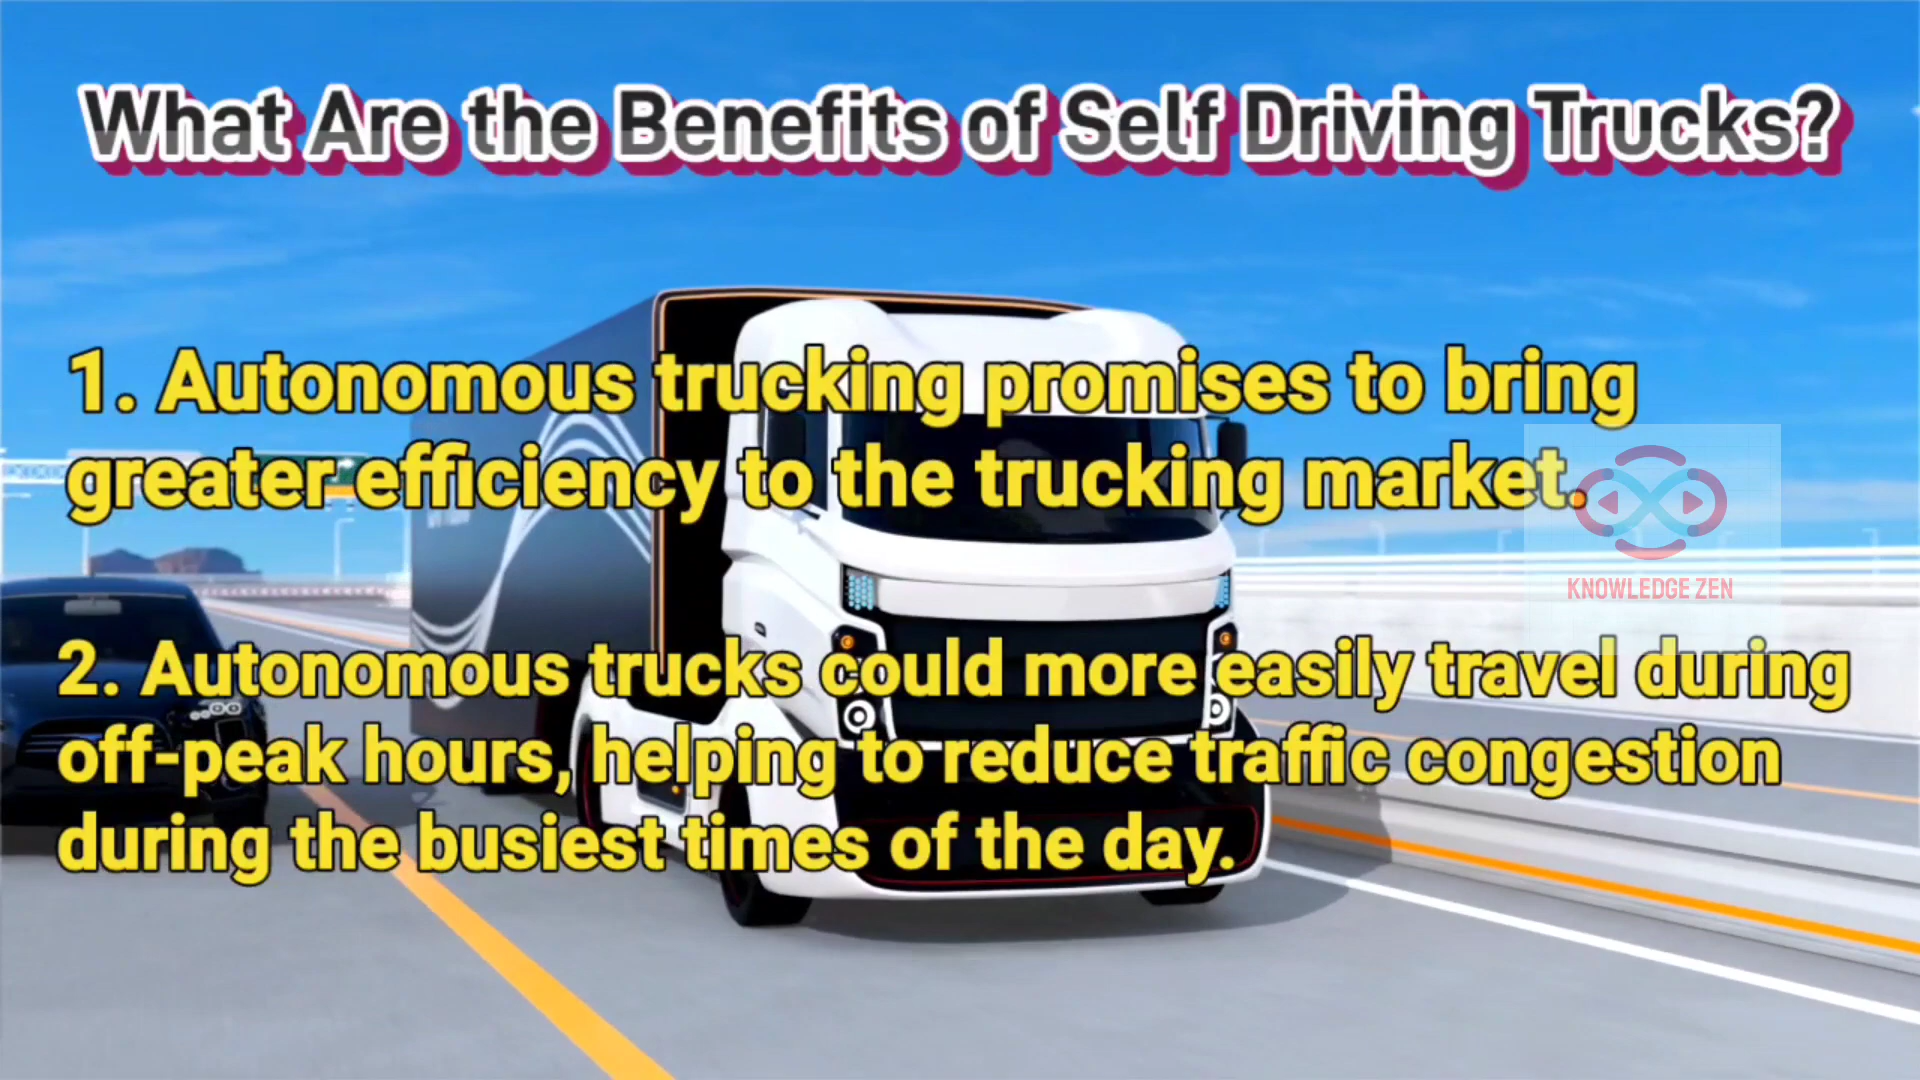 What Are the Benefits of Self Driving Trucks?
1. Autonomous trucking promises to bring
greater efficiency to the trucking market.
KNOWLEDGE ZEN
2. Autonomous trucks could more easily travel during
off-peak hours, helping to reduce traffic congestion
during the busiest times of the day.